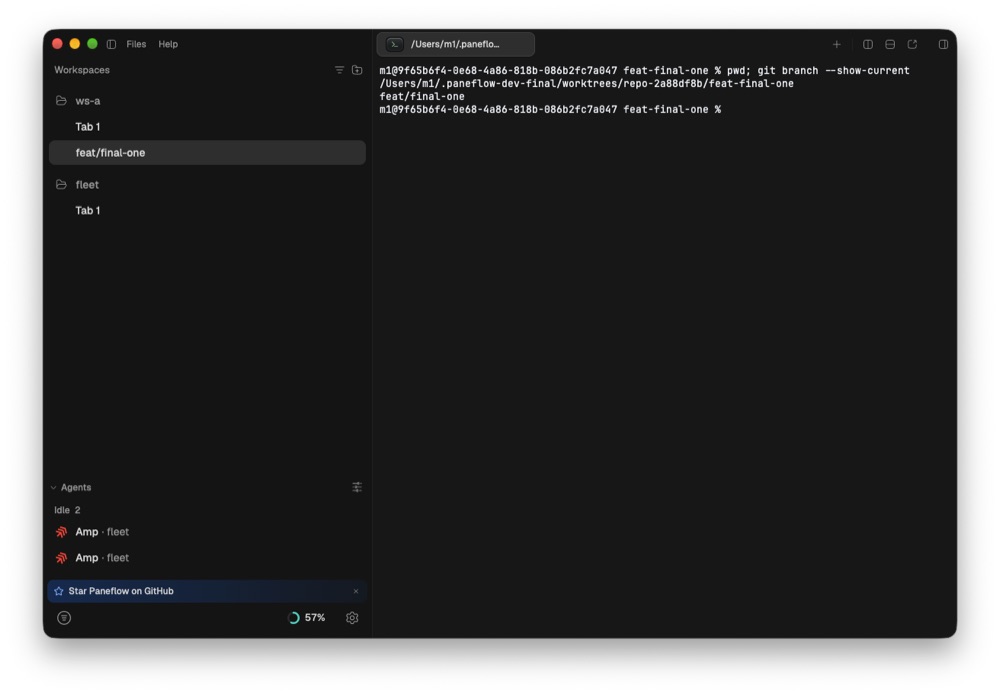 Files Help
/Users/m1/.paneflo…
Workspaces
ws-a
Tab 1
feat/final-one
fleet
Tab 1
m1@9f65b6f4-0e68-4a86-818b-086b2fc7a047 feat-final-one % pwd; git branch --show-current
/Users/m1/.paneflow-dev-final/worktrees/repo-2a88df8b/feat-final-one
feat/final-one
m1@9f65b6f4-0e68-4a86-818b-086b2fc7a047 feat-final-one %
Agents
Idle 2
Amp · fleet
Amp · fleet
Star Paneflow on GitHub
57%